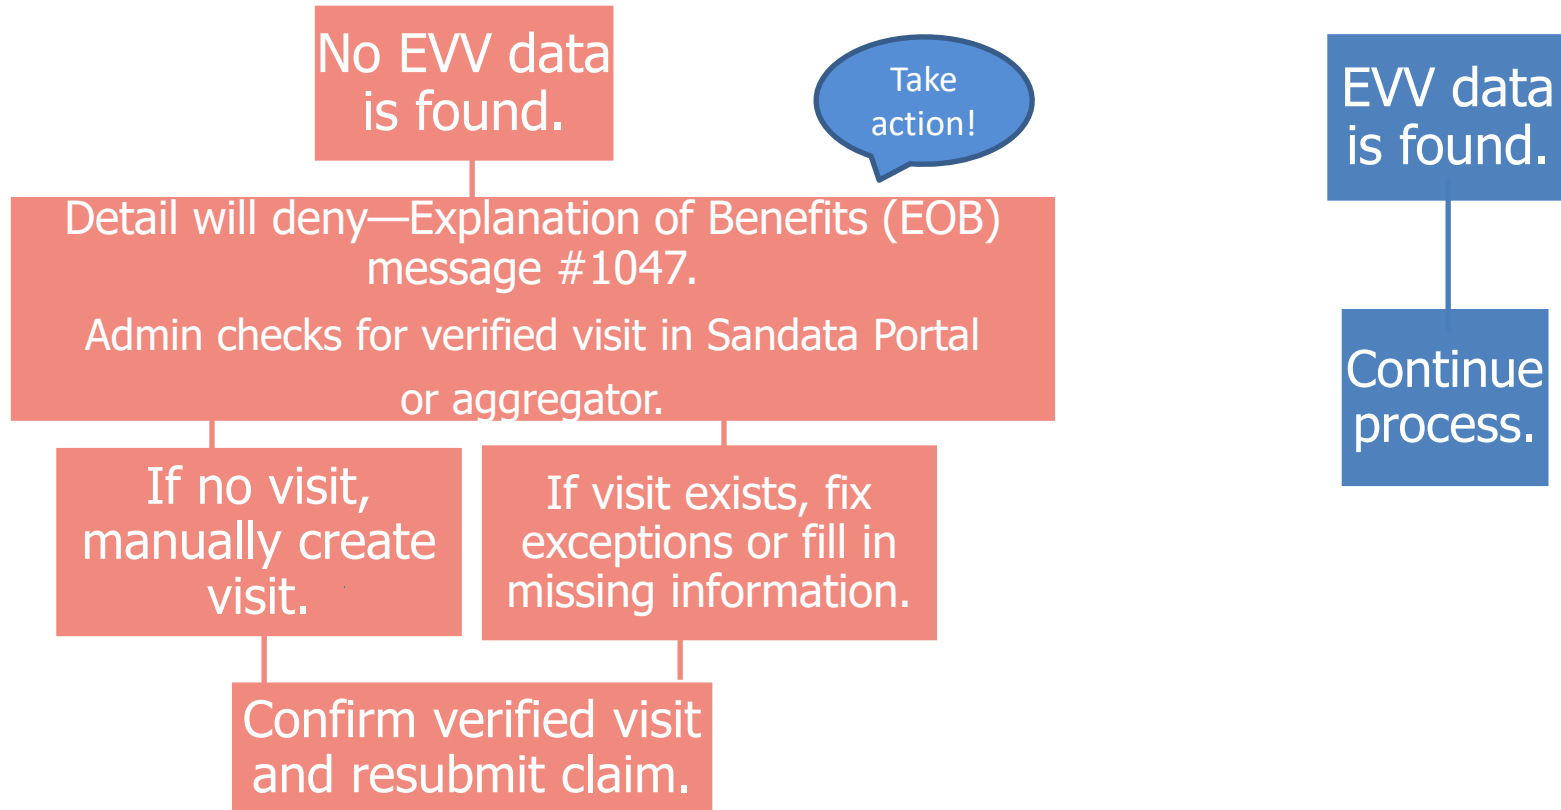 No EVV data
is found.
Take
action!
EVV data
is found.
Detail will deny—Explanation of Benefits (EOB)
message #1047.
Admin checks for verified visit in Sandata Portal
or aggregator.
Continue
process.
If no visit,
manually create
visit.
If visit exists, fix
exceptions or fill in
missing information.
Confirm verified visit
and resubmit claim.